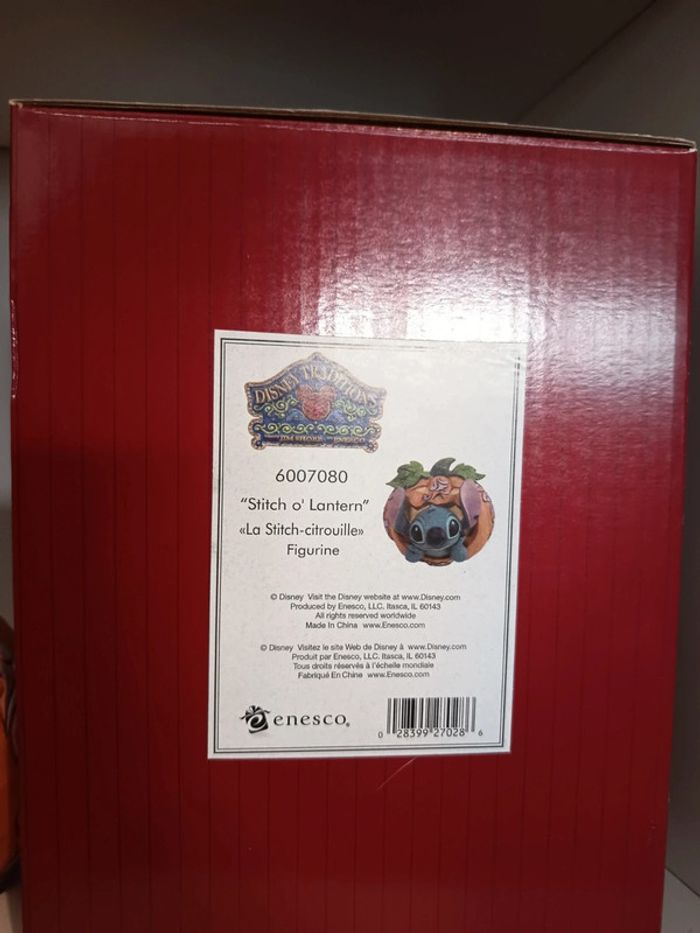 DISNEY TRADITIONS
JIM SHORE ENESCO
6007080
"Stitch o' Lantern"
«La Stitch-citrouille»
Figurine
© Disney Visit the Disney website at www.Disney.com
Produced by Enesco, LLC. Itasca, IL 60143
All rights reserved worldwide
Made In China www.Enesco.com
© Disney Visitez le site Web de Disney à www.Disney.com
Produit par Enesco, LLC. Itasca, IL 60143
Tous droits réservés à l'échelle mondiale
Fabriqué En Chine www.Enesco.com
enesco®
0 28399 27028 6